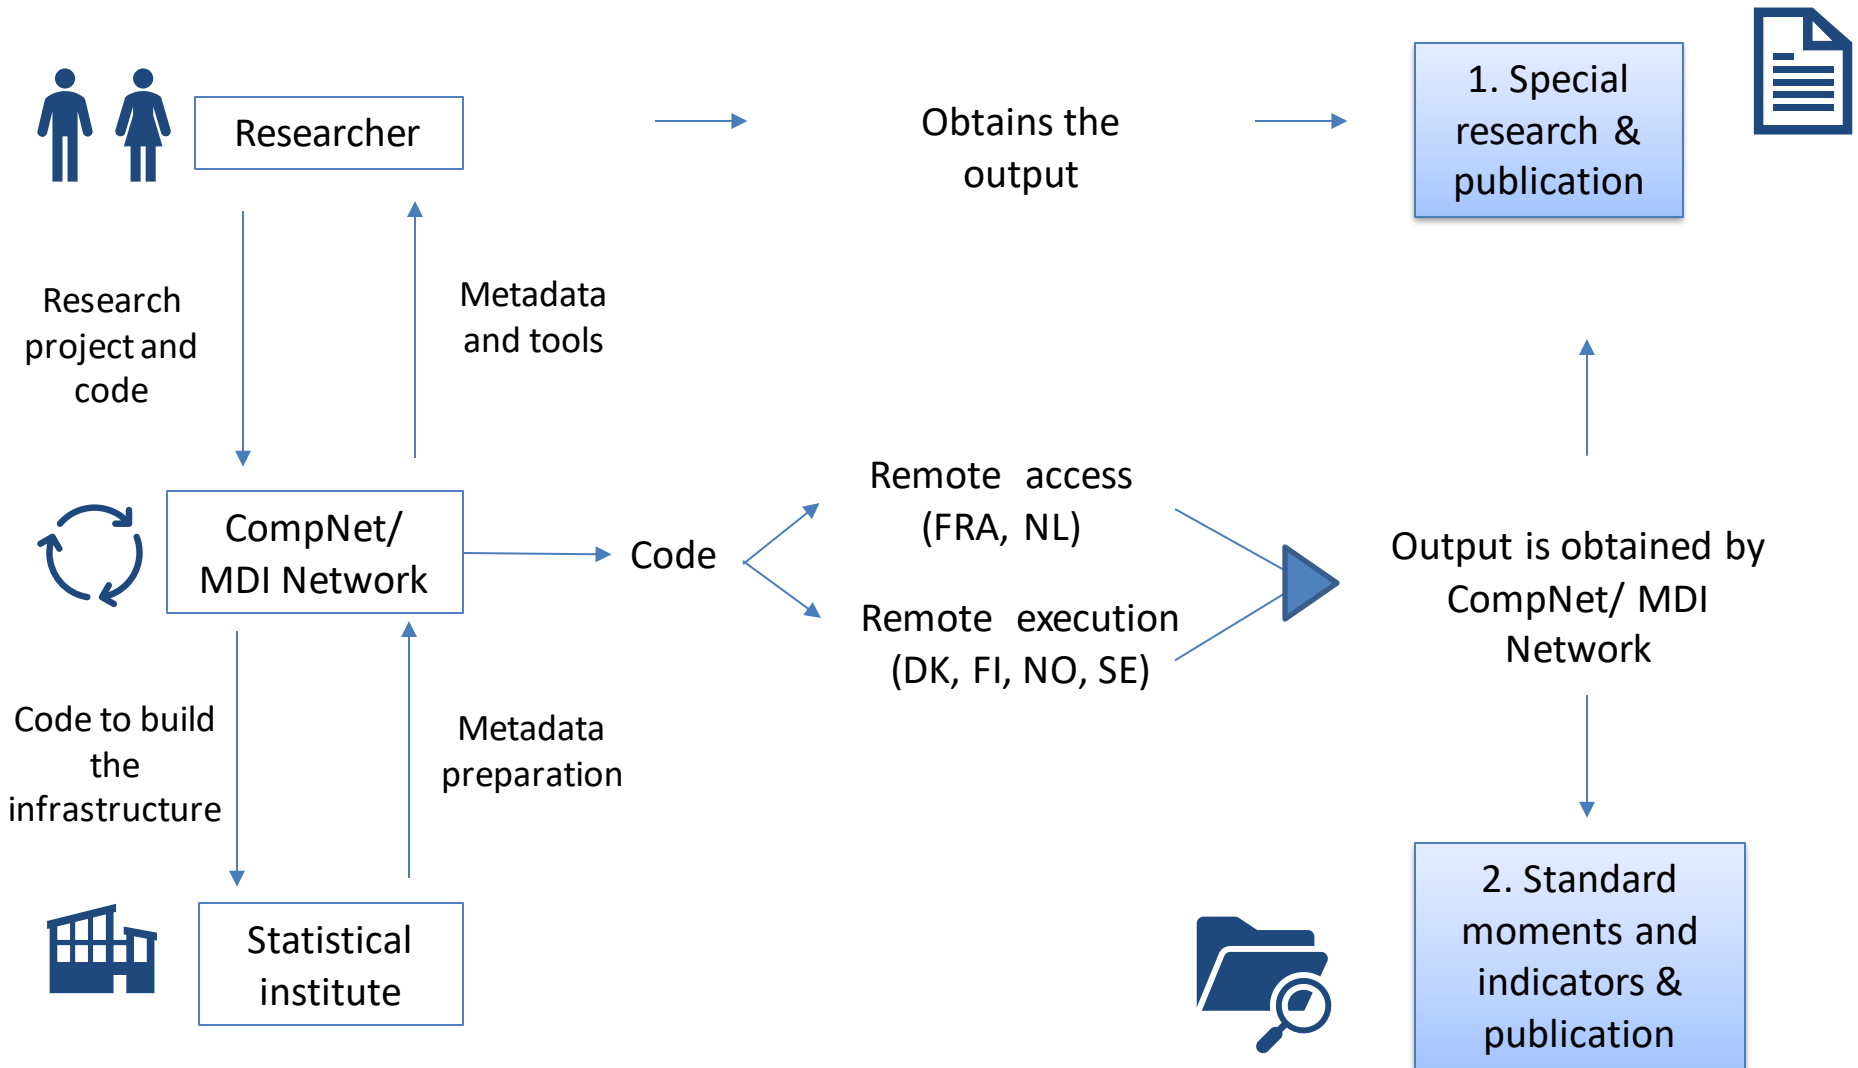 Researcher
Obtains the
output
1. Special
research &
publication
Research
project and
code
Metadata
and tools
CompNet/
MDI Network
Code
Remote access
(FRA, NL)
Remote execution
(DK, FI, NO, SE)
Output is obtained by
CompNet/ MDI
Network
Code to build
the
infrastructure
Metadata
preparation
Statistical
institute
2. Standard
moments and
indicators &
publication